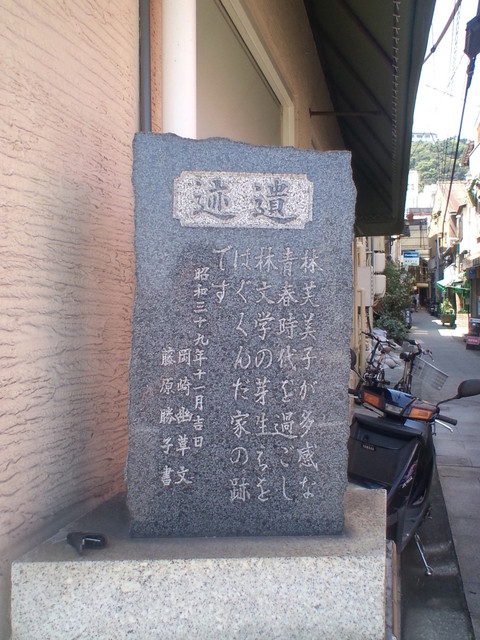 遺迹
林芙美子が多感な
青春時代を過ごし
林文学の芽生えを
はぐくんだ家の跡
です
昭和三十九年十一月吉日
岡崎 文
藤原勝子書